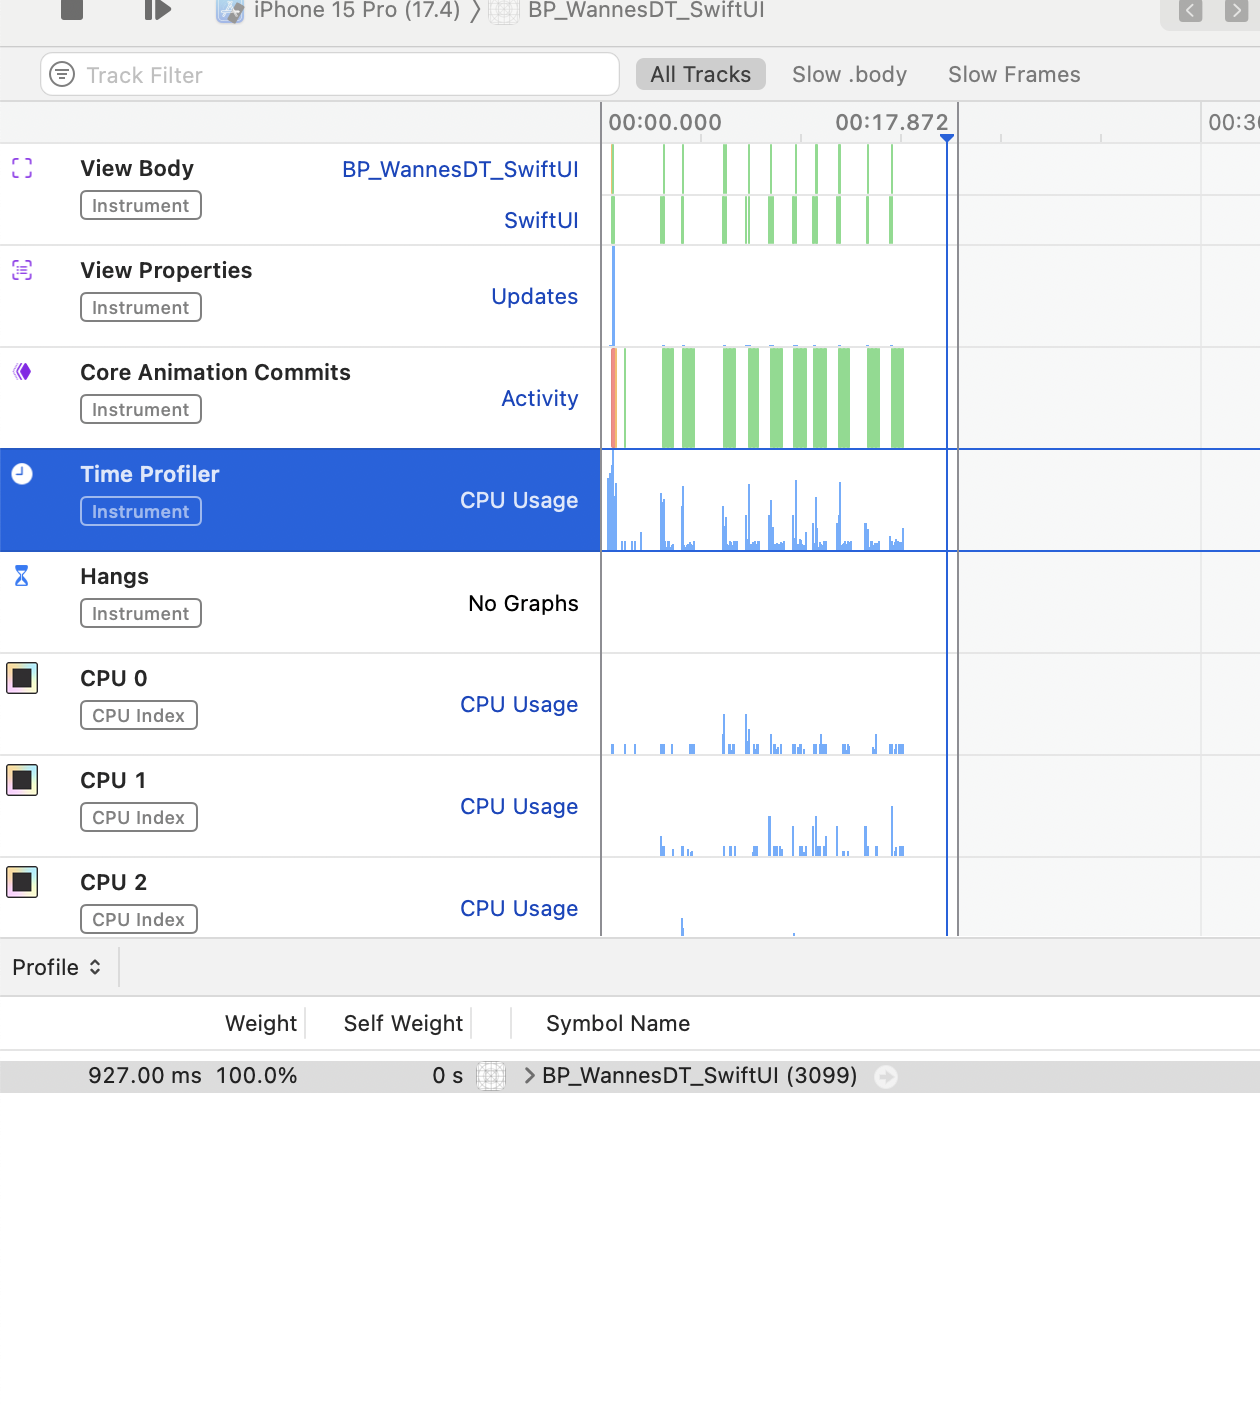 iPhone 15 Pro (17.4) 〉 BP_WannesDT_SwiftUI
Track Filter All Tracks Slow .body Slow Frames
00:00.000 00:17.872
View Body BP_WannesDT_SwiftUI
Instrument
SwiftUI
View Properties
Instrument Updates
Core Animation Commits
Instrument Activity
Time Profiler
Instrument CPU Usage
Hangs
Instrument No Graphs
CPU 0
CPU Index CPU Usage
CPU 1
CPU Index CPU Usage
CPU 2
CPU Index CPU Usage
Profile
Weight Self Weight Symbol Name
927.00 ms 100.0% 0 s BP_WannesDT_SwiftUI (3099)